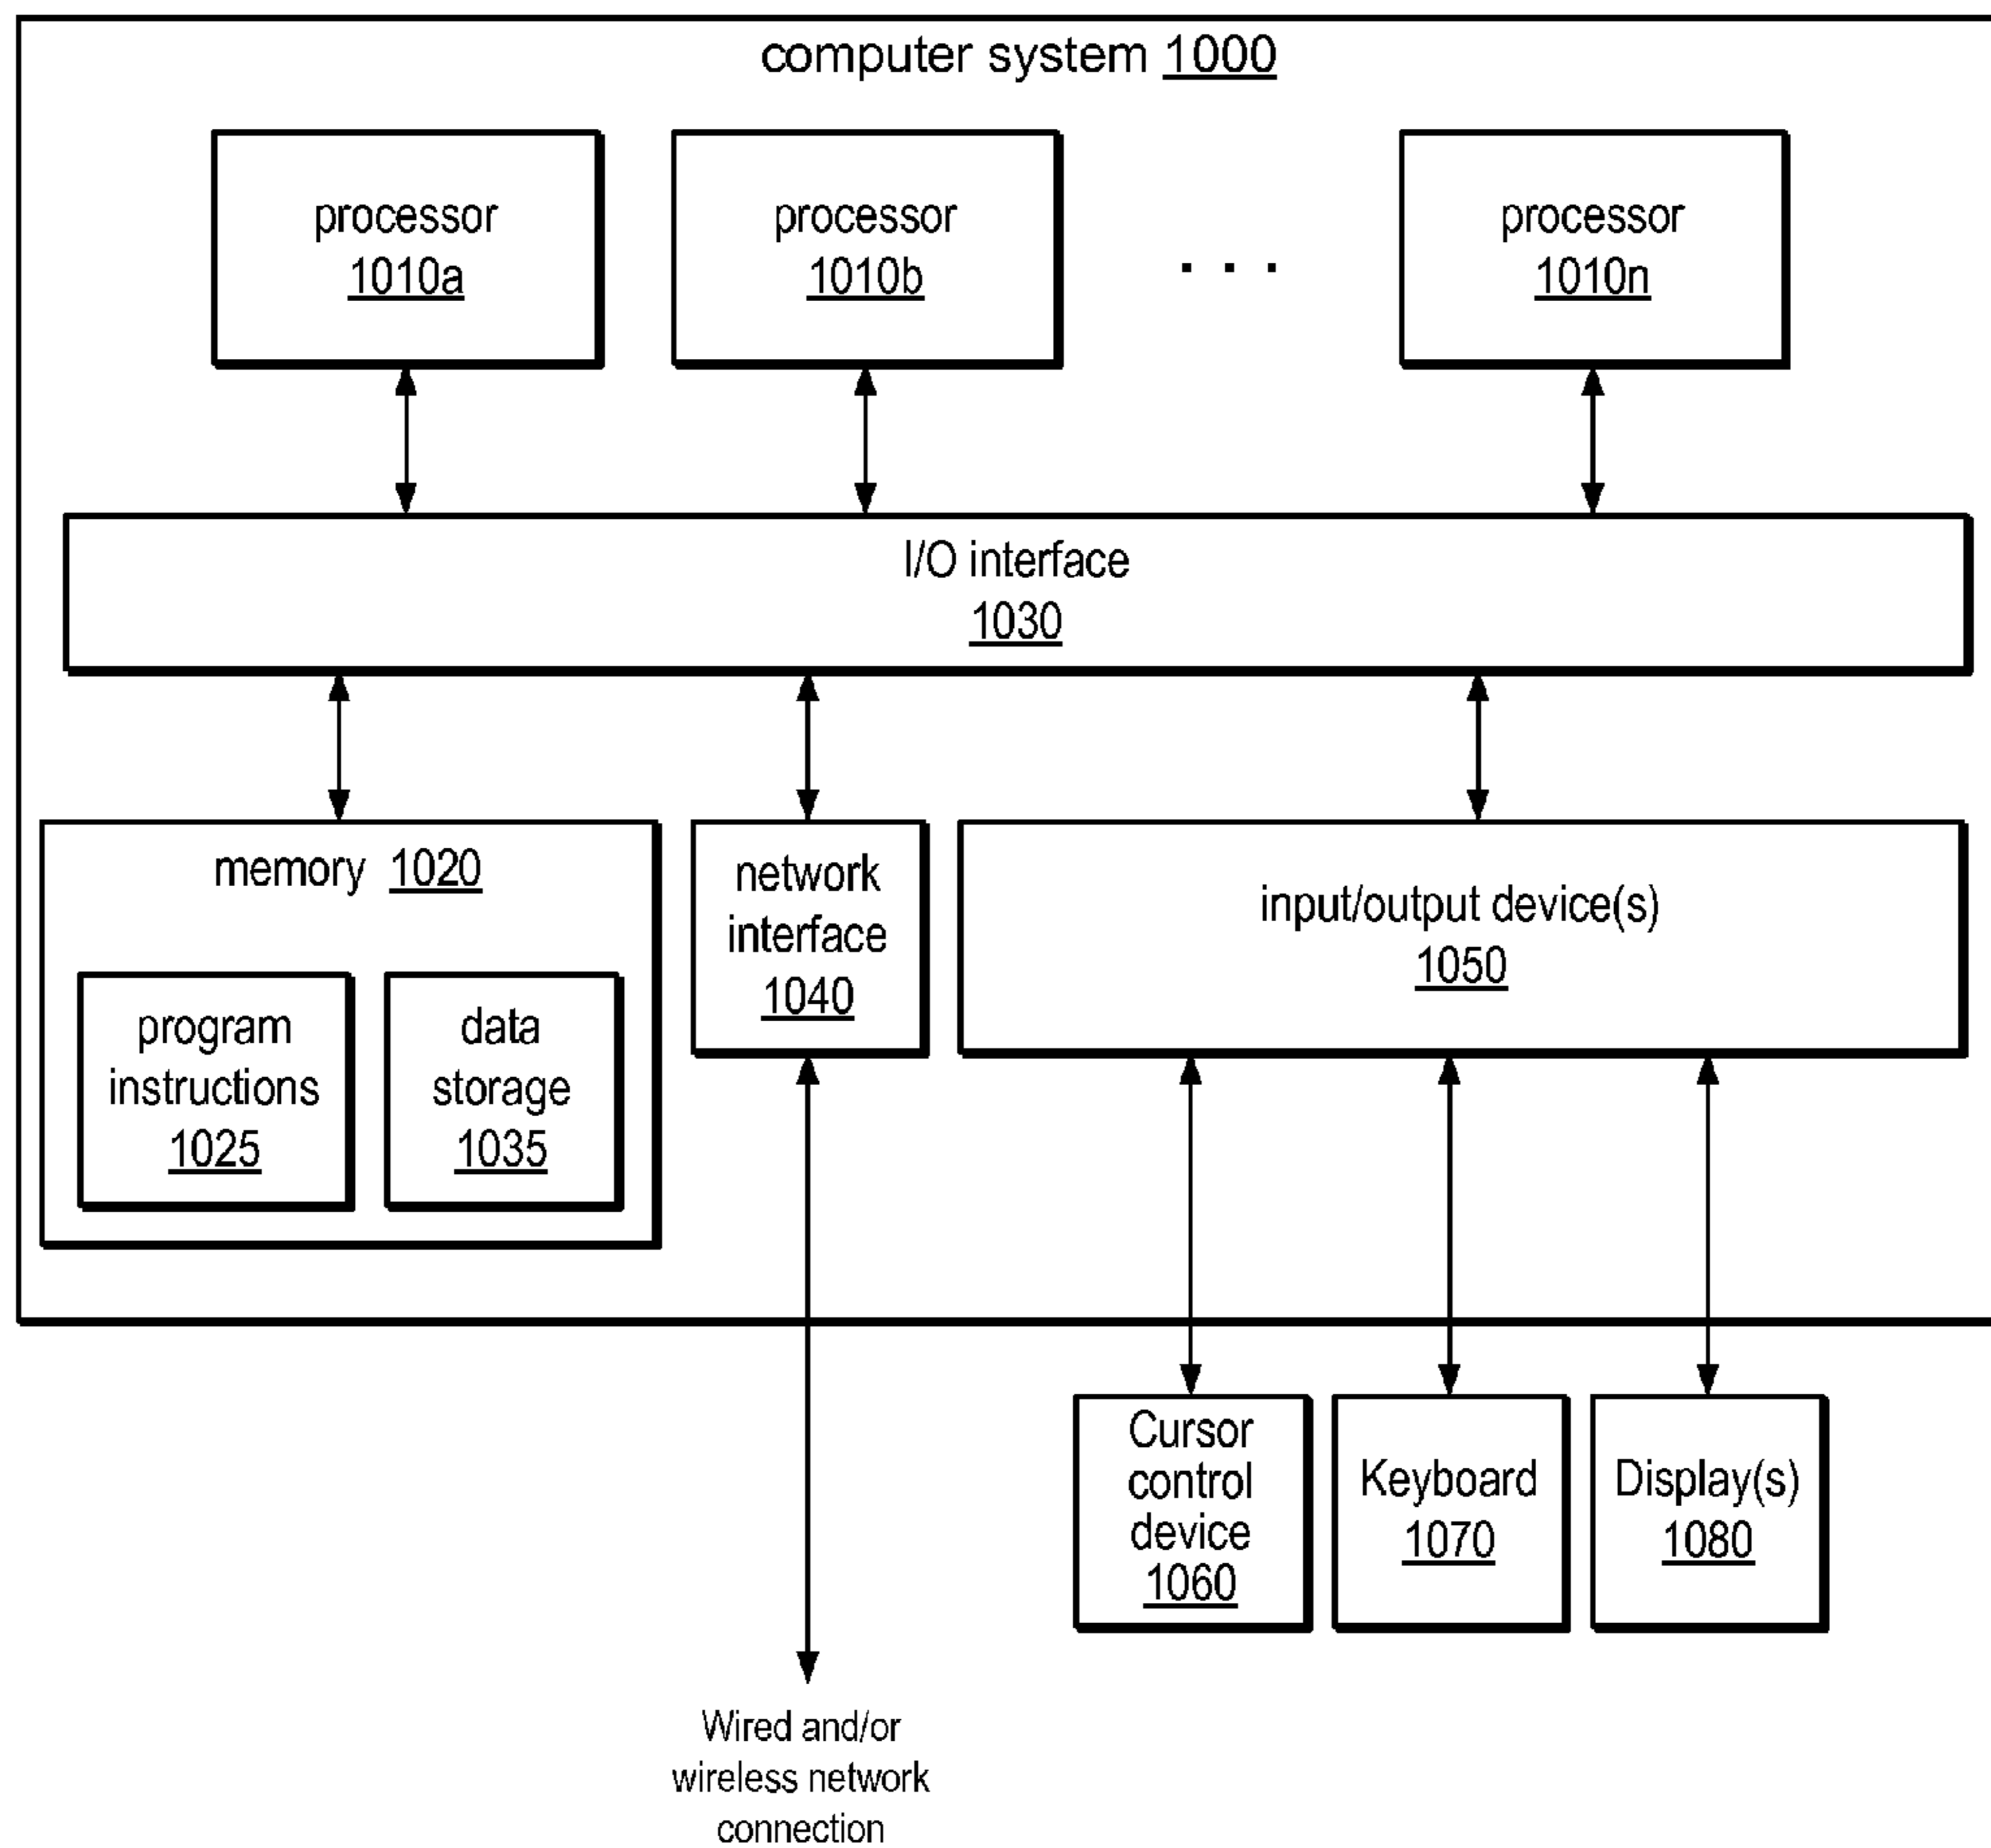 computer system 1000
processor
1010a
processor
1010b
. . .
processor
1010n
I/O interface
1030
memory 1020
program
instructions
1025
data
storage
1035
network
interface
1040
input/output device(s)
1050
Cursor
control
device
1060
Keyboard
1070
Display(s)
1080
Wired and/or
wireless network
connection